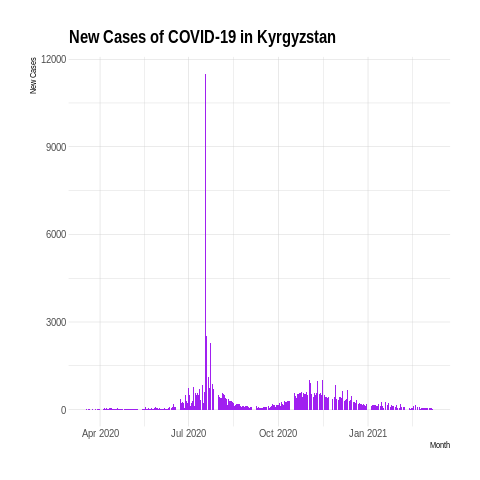 New Cases of COVID-19 in Kyrgyzstan
New Cases
12000
9000
6000
3000
0
Apr 2020 Jul 2020 Oct 2020 Jan 2021
Month